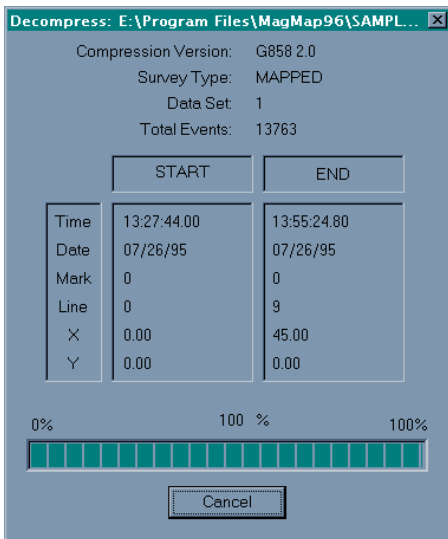 Decompress: E:\Program Files\MagMap96\SAMPL...
Compression Version: G858 2.0
Survey Type: MAPPED
Data Set: 1
Total Events: 13763
START END
Time 13:27:44.00 13:55:24.80
Date 07/26/95 07/26/95
Mark 0 0
Line 0 9
X 0.00 45.00
Y 0.00 0.00
0% 100 % 100%
Cancel